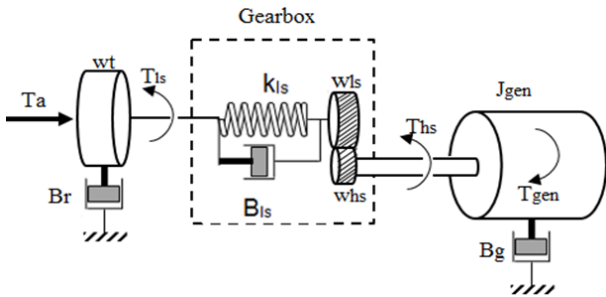 Gearbox
wt
Ta
Tls
kls
wls
Jgen
Ths
Tgen
Br
Bls
whs
Bg